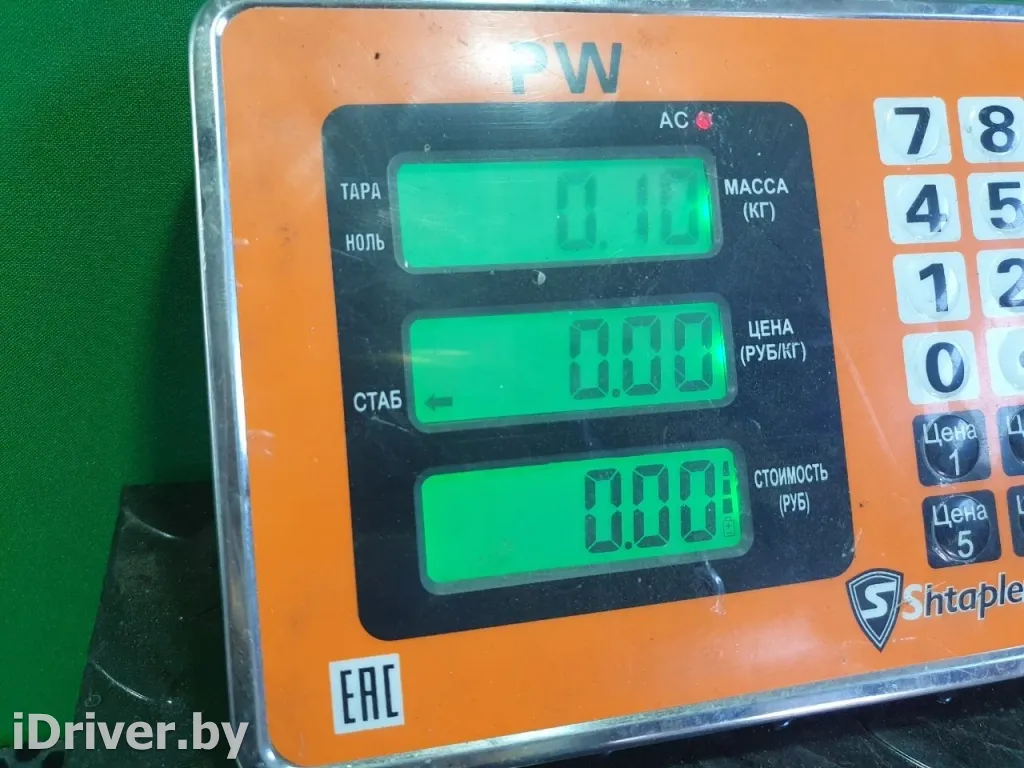 PW
AC
ТАРА
НОЛЬ
0.10
МАССА
(КГ)
0.00
ЦЕНА
(РУБ/КГ)
СТАБ
0.00
СТОИМОСТЬ
(РУБ)
7 8
4 5
1 2
0
Цена
1
Цена
5
Shtaple
EAC
iDriver.by